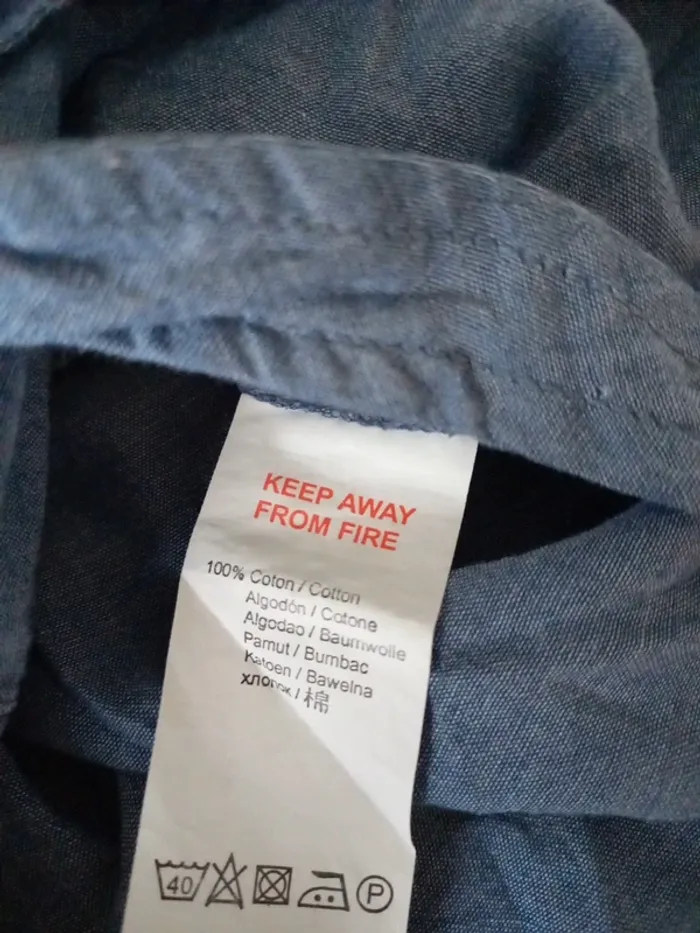 KEEP AWAY
FROM FIRE
100% Coton / Cotton
Algodón / Cotone
Algodao / Baumwolle
Pamut / Bumbac
Katoen / Bawelna
хлопок / 棉
40
P